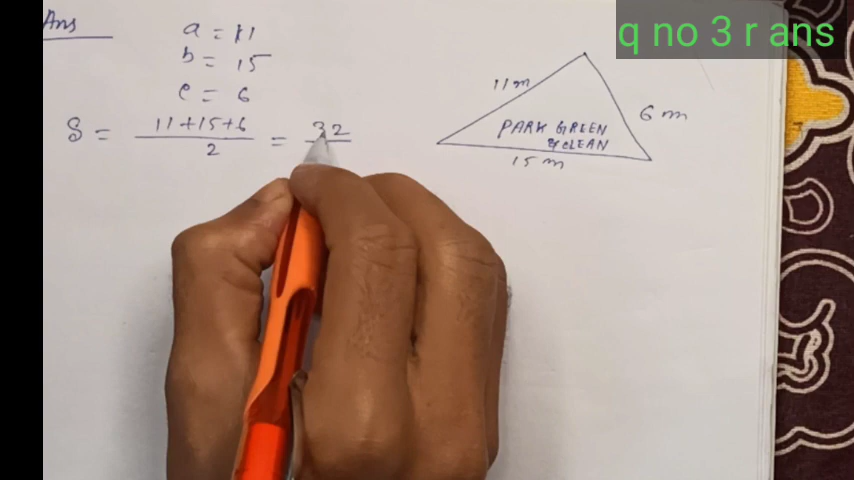 q no 3 r ans
Ans
a = 11
b = 15
c = 6
S = 11+15+6 / 2 = 32
11 m
6 m
PARK GREEN
& CLEAN
15 m